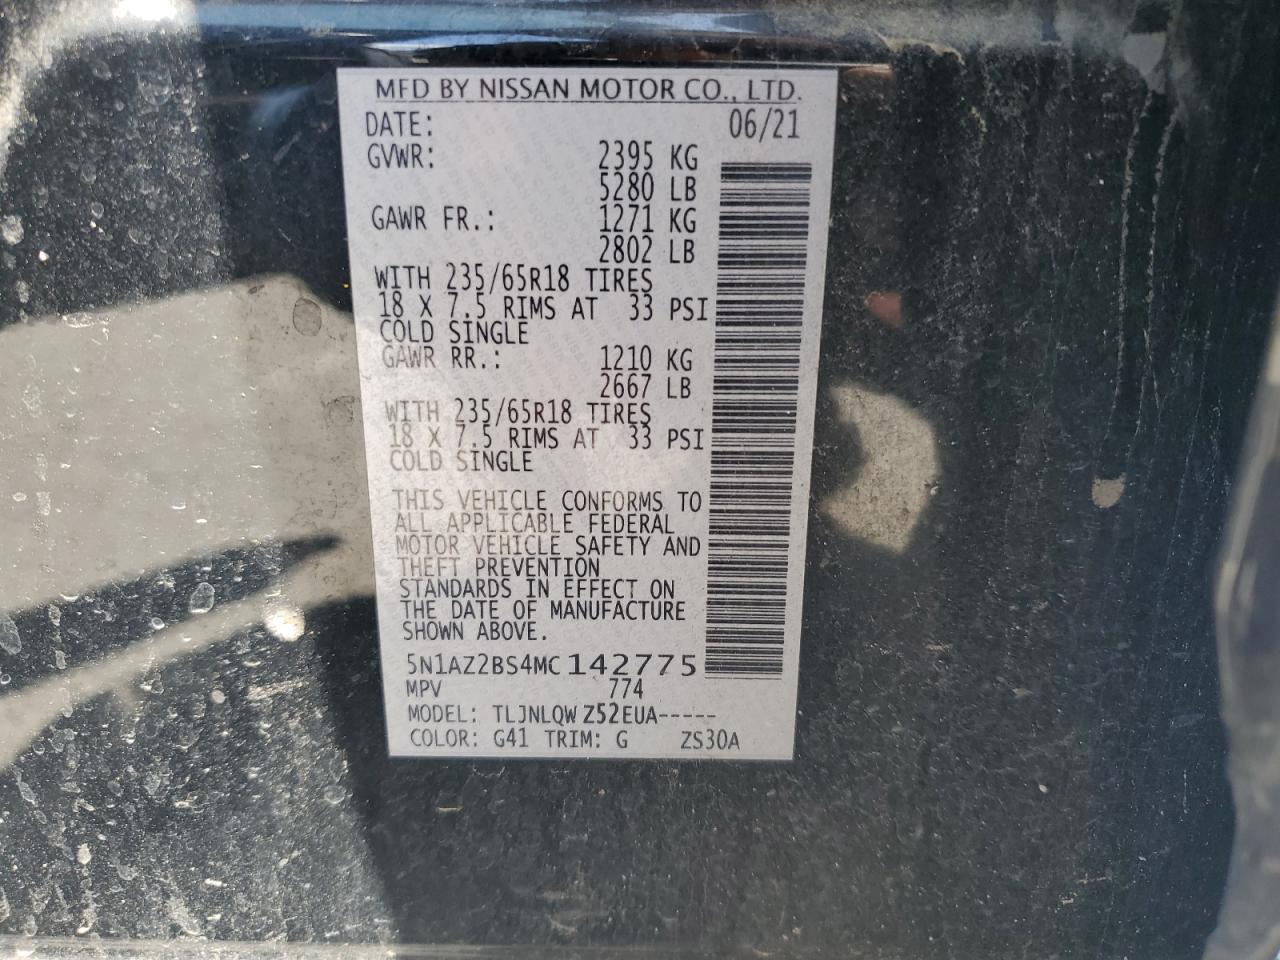 MFD BY NISSAN MOTOR CO., LTD.
DATE: 06/21
GVWR: 2395 KG
5280 LB
GAWR FR.: 1271 KG
2802 LB
WITH 235/65R18 TIRES
18 X 7.5 RIMS AT 33 PSI
COLD SINGLE
GAWR RR.: 1210 KG
2667 LB
WITH 235/65R18 TIRES
18 X 7.5 RIMS AT 33 PSI
COLD SINGLE
THIS VEHICLE CONFORMS TO
ALL APPLICABLE FEDERAL
MOTOR VEHICLE SAFETY AND
THEFT PREVENTION
STANDARDS IN EFFECT ON
THE DATE OF MANUFACTURE
SHOWN ABOVE.
5N1AZ2BS4MC142775
MPV 774
MODEL: TLJNLQW Z52EUA-----
COLOR: G41 TRIM: G ZS30A